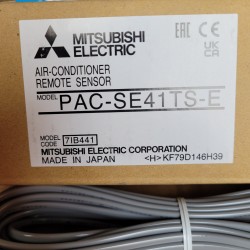 MITSUBISHI
ELECTRIC
EAC CE
UK
CA
AIR-CONDITIONER
REMOTE SENSOR
MODEL PAC-SE41TS-E
MODEL
CODE 7IB441
MITSUBISHI ELECTRIC CORPORATION
MADE IN JAPAN <H>KF79D146H39